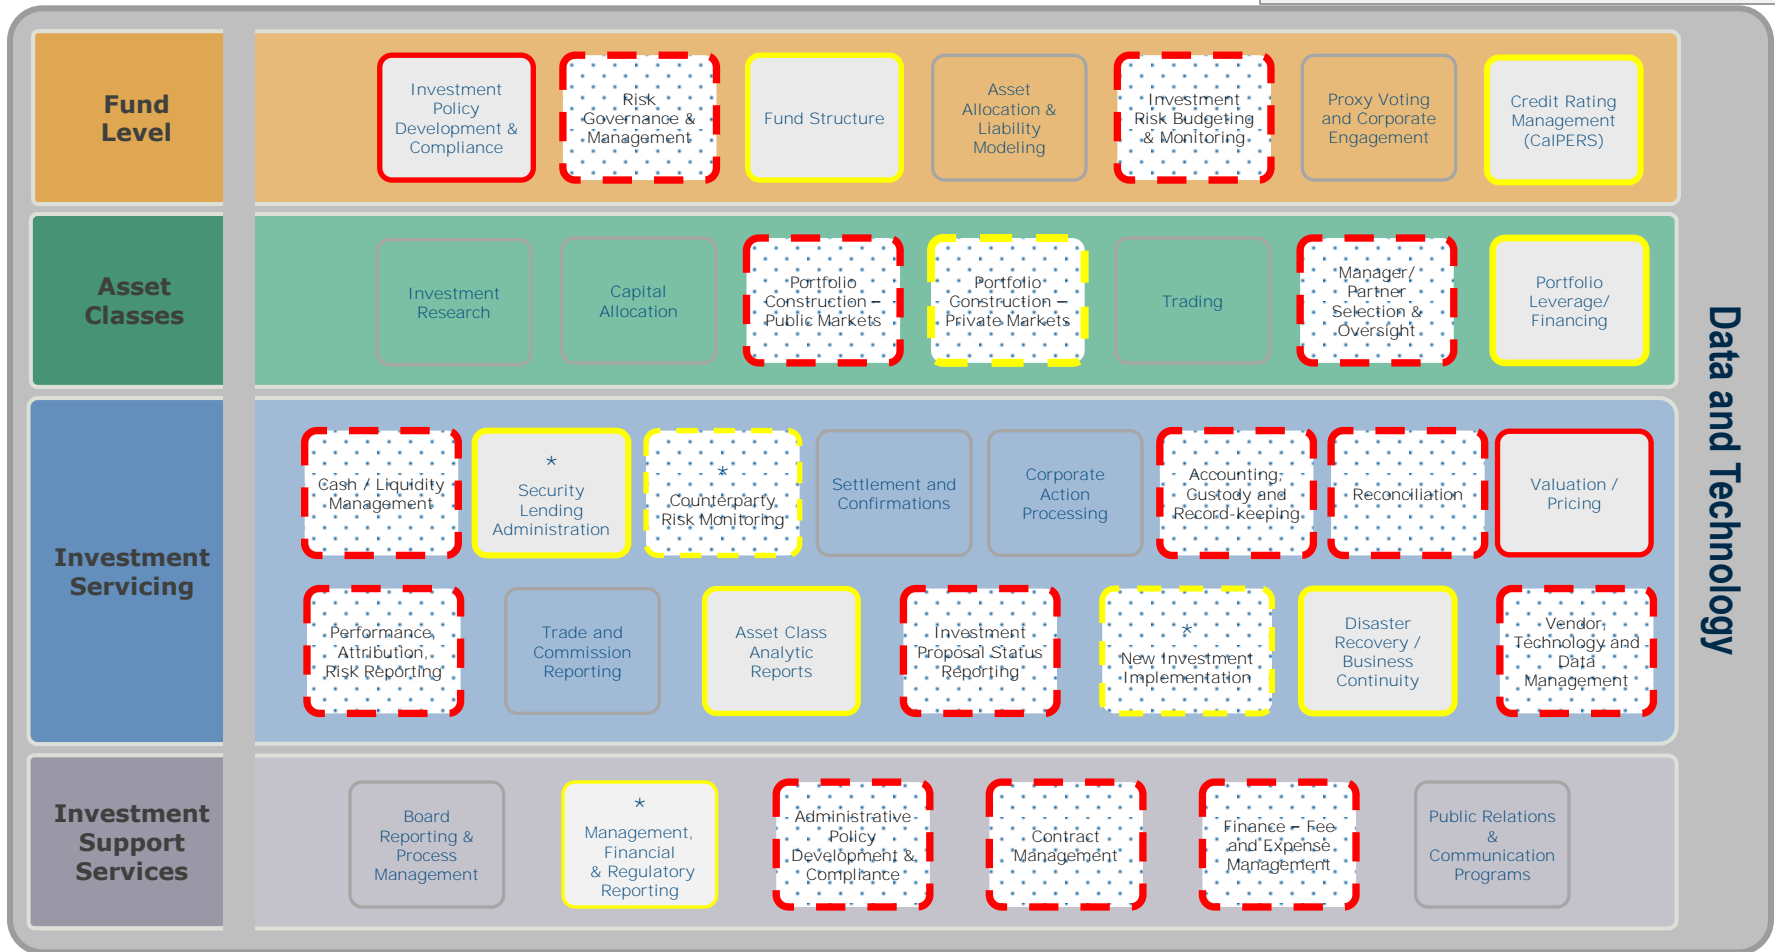 Fund
Level
Investment
Policy
Development &
Compliance
Risk
Governance &
Management
Fund Structure
Asset
Allocation &
Liability
Modeling
Investment
Risk Budgeting
& Monitoring
Proxy Voting
and Corporate
Engagement
Credit Rating
Management
(CalPERS)
Asset
Classes
Investment
Research
Capital
Allocation
Portfolio
Construction –
Public Markets
Portfolio
Construction –
Private Markets
Trading
Manager/
Partner
Selection &
Oversight
Portfolio
Leverage/
Financing
Investment
Servicing
Cash / Liquidity
Management
*
Security
Lending
Administration
*
Counterparty
Risk Monitoring
Settlement and
Confirmations
Corporate
Action
Processing
Accounting,
Custody and
Record-keeping
Reconciliation
Valuation /
Pricing
Performance,
Attribution,
Risk Reporting
Trade and
Commission
Reporting
Asset Class
Analytic
Reports
Investment
Proposal Status
Reporting
*
New Investment
Implementation
Disaster
Recovery /
Business
Continuity
Vendor,
Technology and
Data
Management
Investment
Support
Services
Board
Reporting &
Process
Management
*
Management,
Financial
& Regulatory
Reporting
Administrative
Policy
Development &
Compliance
Contract
Management
Finance – Fee
and Expense
Management
Public Relations
&
Communication
Programs
Data and Technology